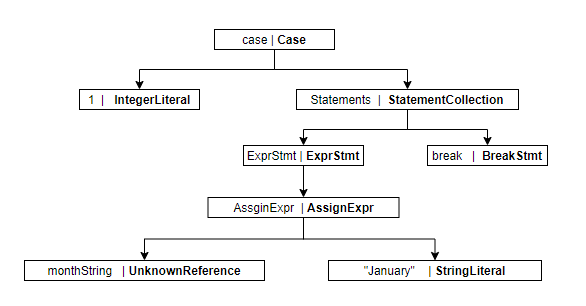 case | Case
1 | IntegerLiteral
Statements | StatementCollection
ExprStmt | ExprStmt
break | BreakStmt
AssginExpr | AssignExpr
monthString | UnknownReference
"January" | StringLiteral